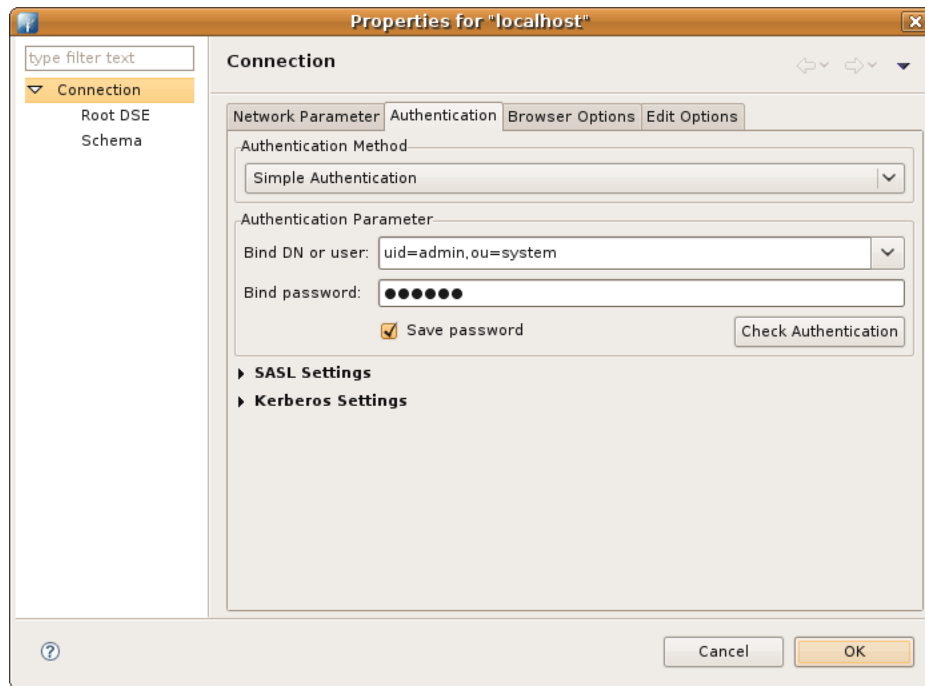 Properties for "localhost"
type filter text
Connection
Root DSE
Schema
Connection
Network Parameter Authentication Browser Options Edit Options
Authentication Method
Simple Authentication
Authentication Parameter
Bind DN or user: uid=admin,ou=system
Bind password: ●●●●●●
Save password Check Authentication
SASL Settings
Kerberos Settings
Cancel OK